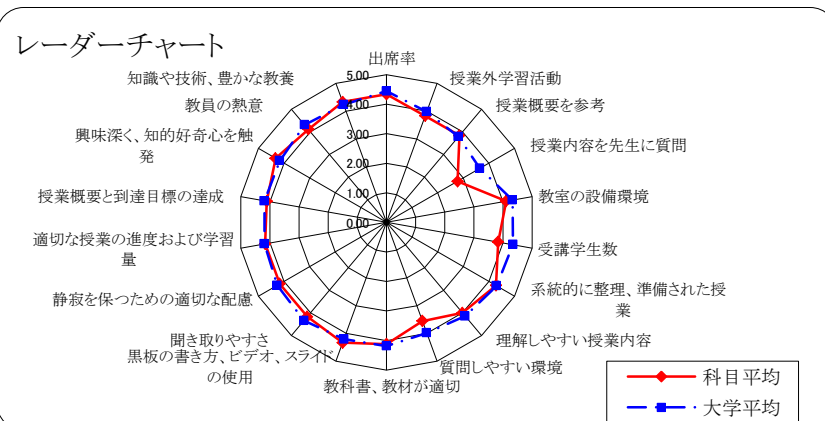 レーダーチャート
出席率
授業外学習活動
授業概要を参考
授業内容を先生に質問
教室の設備環境
受講学生数
系統的に整理、準備された授
業
理解しやすい授業内容
質問しやすい環境
教科書、教材が適切
黒板の書き方、ビデオ、スライド
の使用
聞き取りやすさ
静寂を保つための適切な配慮
適切な授業の進度および学習
量
授業概要と到達目標の達成
興味深く、知的好奇心を触
発
教員の熱意
知識や技術、豊かな教養
5.00
4.00
3.00
2.00
1.00
0.00
科目平均
大学平均